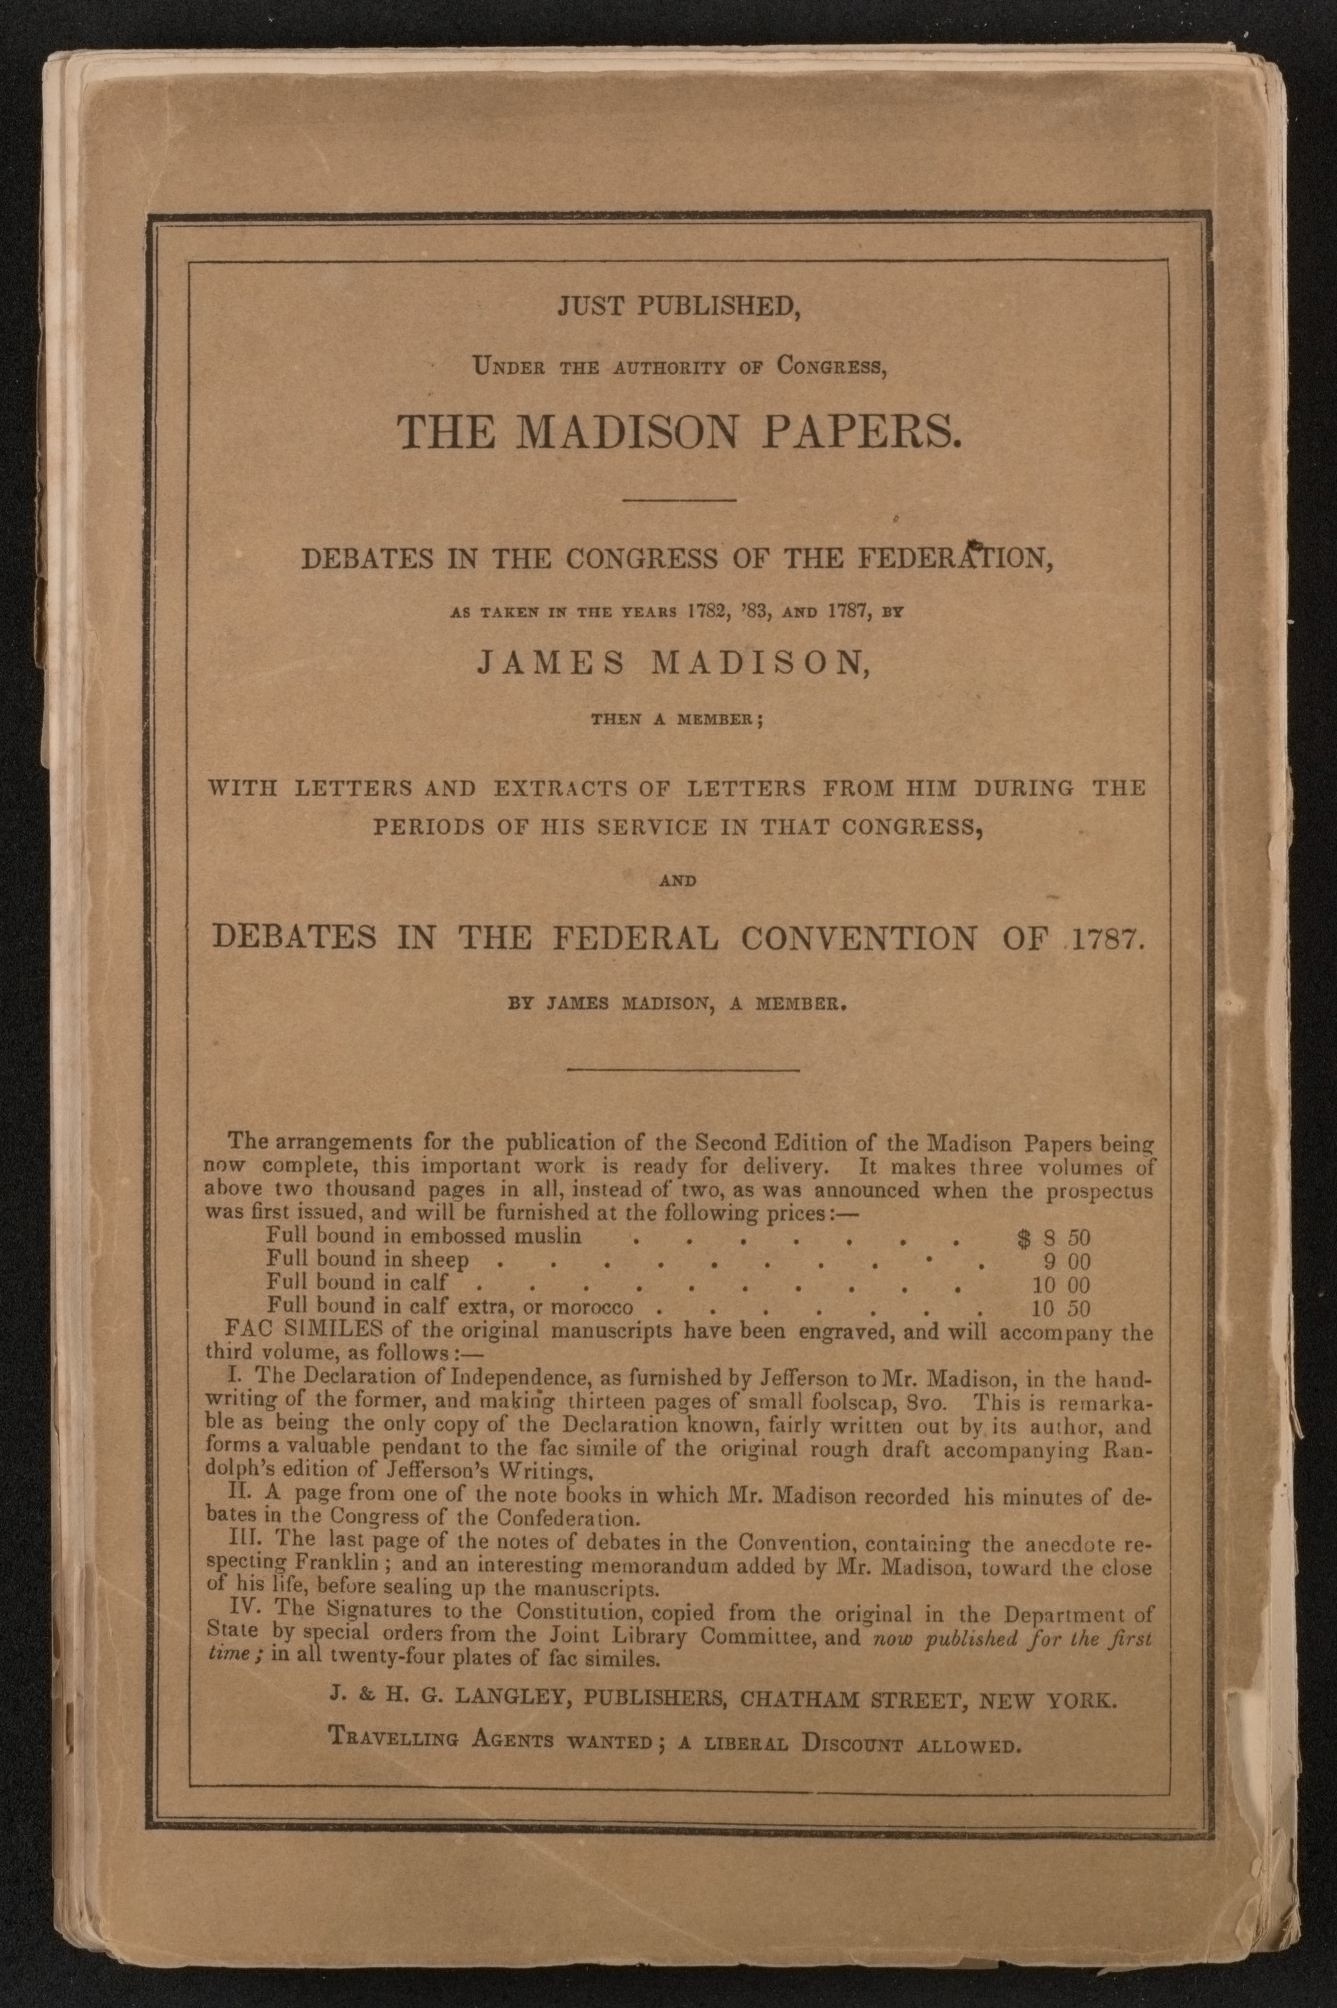 JUST PUBLISHED,
UNDER THE AUTHORITY OF CONGRESS,
THE MADISON PAPERS.
DEBATES IN THE CONGRESS OF THE FEDERATION,
AS TAKEN IN THE YEARS 1782, '83, AND 1787, BY
JAMES MADISON,
THEN A MEMBER;
WITH LETTERS AND EXTRACTS OF LETTERS FROM HIM DURING THE
PERIODS OF HIS SERVICE IN THAT CONGRESS,
AND
DEBATES IN THE FEDERAL CONVENTION OF 1787.
BY JAMES MADISON, A MEMBER.
The arrangements for the publication of the Second Edition of the Madison Papers being
now complete, this important work is ready for delivery. It makes three volumes of
above two thousand pages in all, instead of two, as was announced when the prospectus
was first issued, and will be furnished at the following prices:—
Full bound in embossed muslin . . . . . . . $ 8 50
Full bound in sheep . . . . . . . . . . 9 00
Full bound in calf . . . . . . . . . . 10 00
Full bound in calf extra, or morocco . . . . . . . 10 50
FAC SIMILES of the original manuscripts have been engraved, and will accompany the
third volume, as follows:—
I. The Declaration of Independence, as furnished by Jefferson to Mr. Madison, in the hand-
writing of the former, and making thirteen pages of small foolscap, 8vo. This is remarka-
ble as being the only copy of the Declaration known, fairly written out by its author, and
forms a valuable pendant to the fac simile of the original rough draft accompanying Ran-
dolph's edition of Jefferson's Writings.
II. A page from one of the note books in which Mr. Madison recorded his minutes of de-
bates in the Congress of the Confederation.
III. The last page of the notes of debates in the Convention, containing the anecdote re-
specting Franklin; and an interesting memorandum added by Mr. Madison, toward the close
of his life, before sealing up the manuscripts.
IV. The Signatures to the Constitution, copied from the original in the Department of
State by special orders from the Joint Library Committee, and now published for the first
time; in all twenty-four plates of fac similes.
J. & H. G. LANGLEY, PUBLISHERS, CHATHAM STREET, NEW YORK.
TRAVELLING AGENTS WANTED; A LIBERAL DISCOUNT ALLOWED.